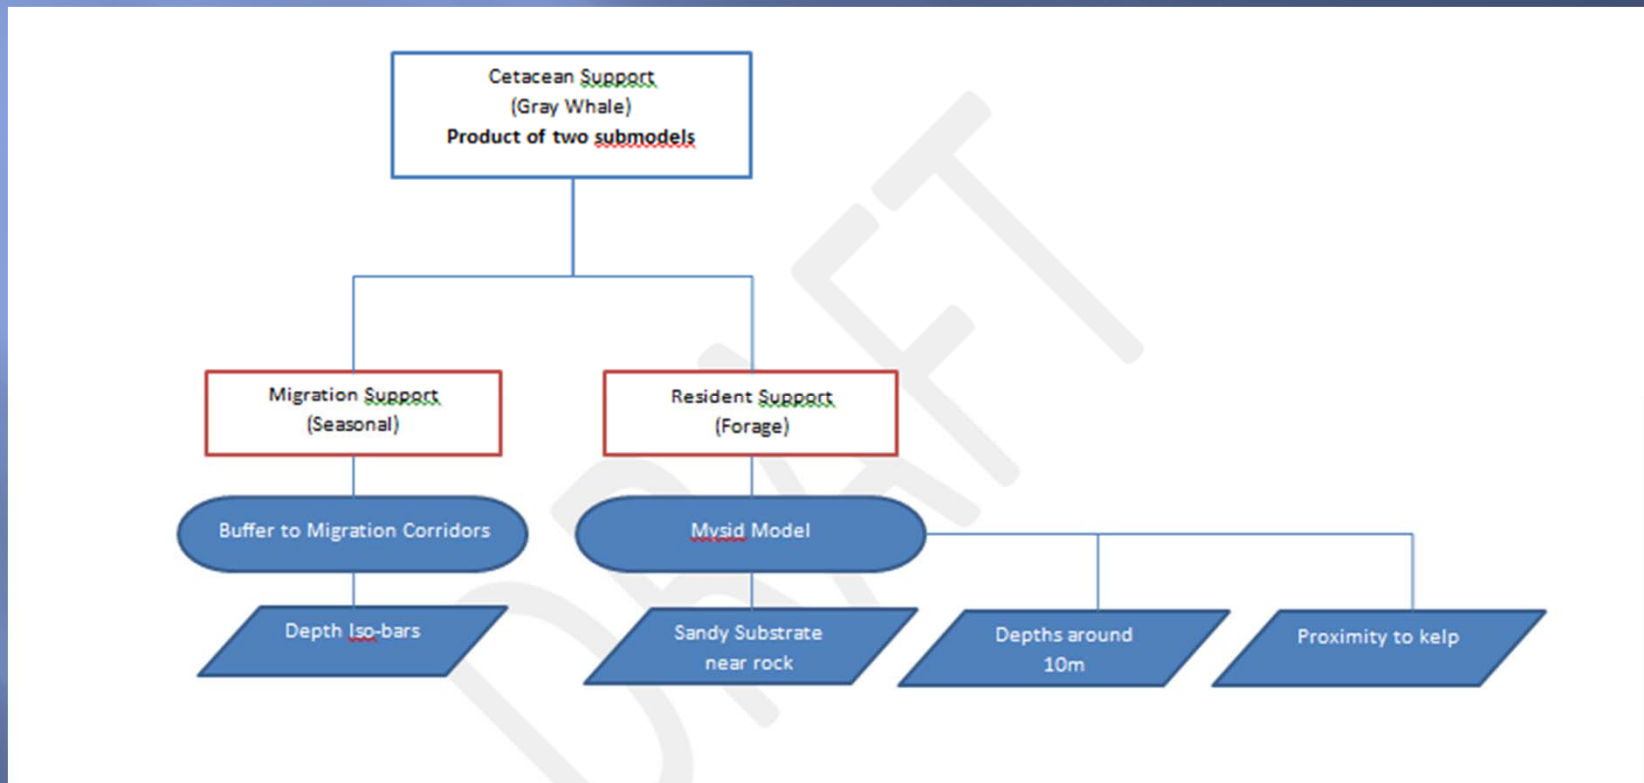 Cetacean Support
(Gray Whale)
Product of two submodels
Migration Support
(Seasonal)
Resident Support
(Forage)
Buffer to Migration Corridors
Mysid Model
Depth Iso-bars
Sandy Substrate
near rock
Depths around
10m
Proximity to kelp
DRAFT